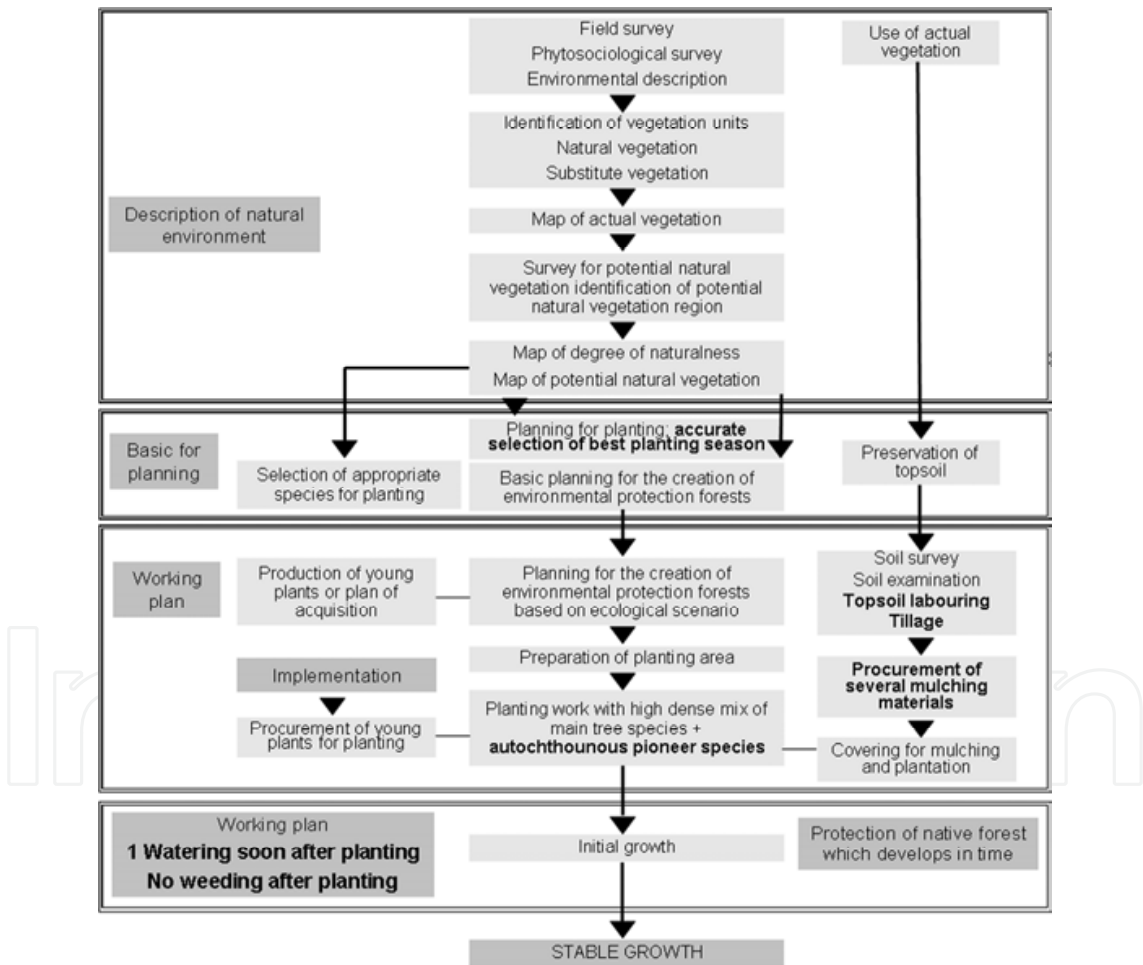 Field survey
Phytosociological survey
Environmental description
Use of actual
vegetation
Identification of vegetation units
Natural vegetation
Substitute vegetation
Description of natural
environment
Map of actual vegetation
Survey for potential natural
vegetation identification of potential
natural vegetation region
Map of degree of naturalness
Map of potential natural vegetation
Basic for
planning
Planning for planting; accurate
selection of best planting season
Selection of appropriate
species for planting
Basic planning for the creation of
environmental protection forests
Preservation of
topsoil
Working
plan
Production of young
plants or plan of
acquisition
Planning for the creation of
environmental protection forests
based on ecological scenario
Soil survey
Soil examination
Topsoil labouring
Tillage
Preparation of planting area
Implementation
Procurement of
several mulching
materials
Procurement of young
plants for planting
Planting work with high dense mix of
main tree species +
autochthounous pioneer species
Covering for mulching
and plantation
Working plan
1 Watering soon after planting
No weeding after planting
Initial growth
Protection of native forest
which develops in time
STABLE GROWTH